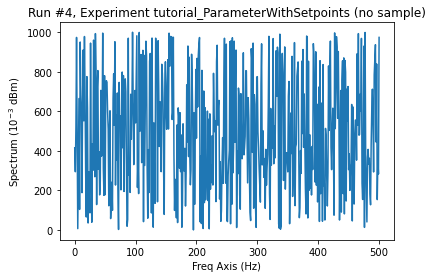 Run #4, Experiment tutorial_ParameterWithSetpoints (no sample)
1000
800
600
400
200
0
Spectrum (10⁻³ dBm)
0 100 200 300 400 500
Freq Axis (Hz)